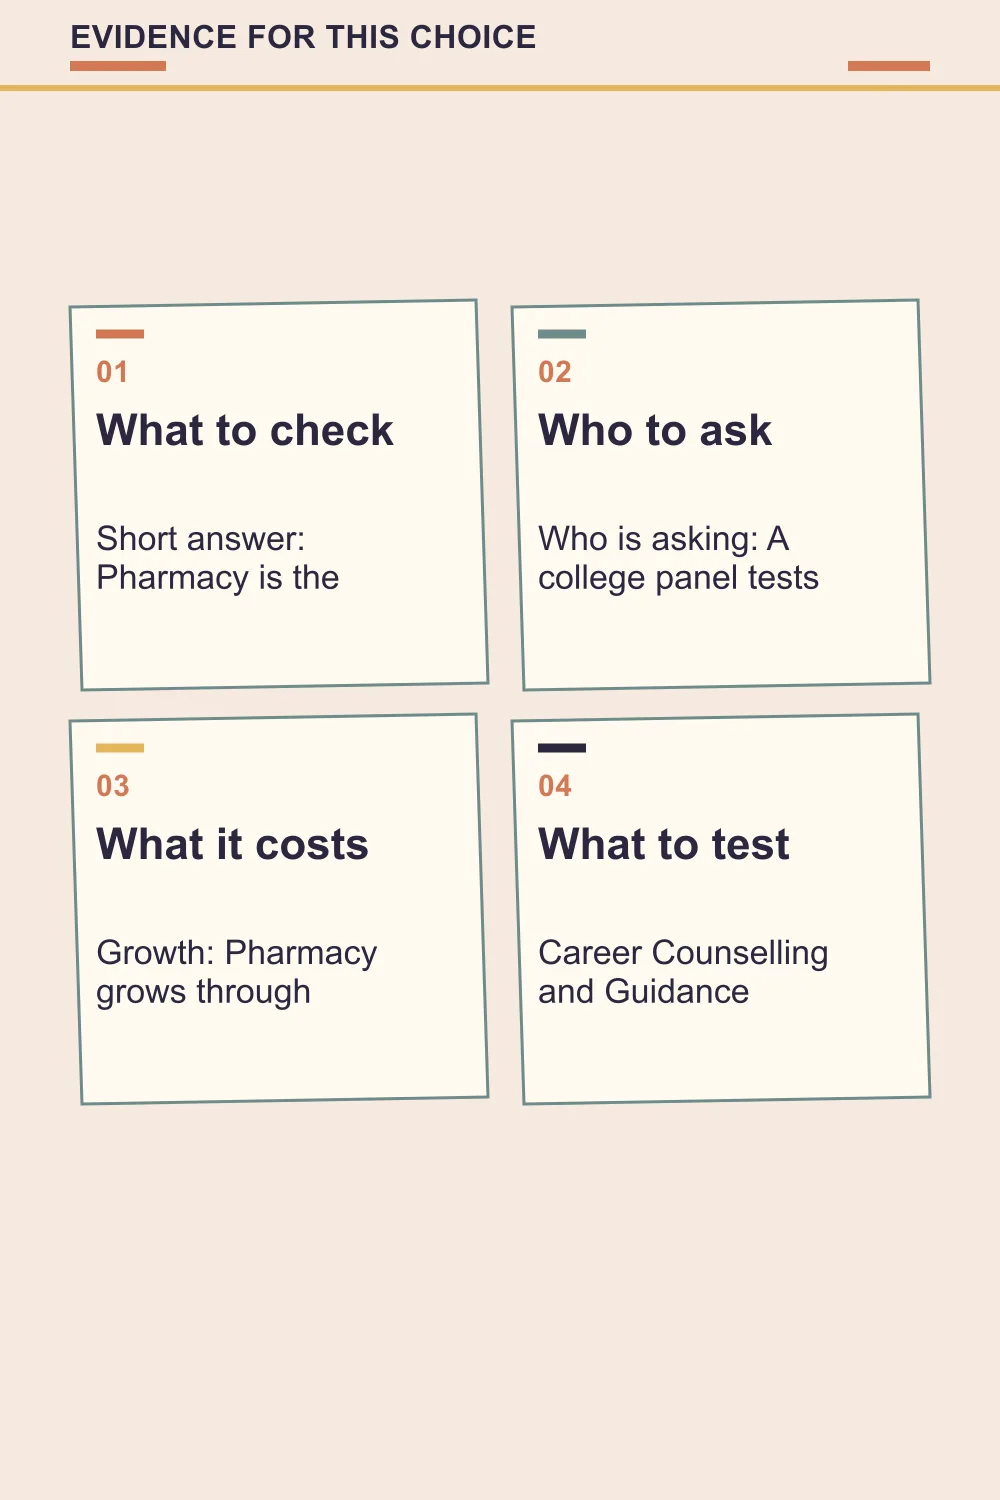 EVIDENCE FOR THIS CHOICE
01
What to check
Short answer:
Pharmacy is the
02
Who to ask
Who is asking: A
college panel tests
03
What it costs
Growth: Pharmacy
grows through
04
What to test
Career Counselling
and Guidance